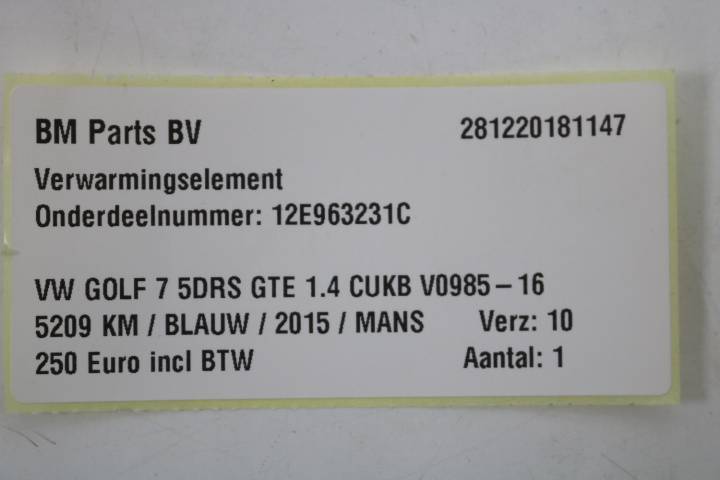 BM Parts BV 281220181147
Verwarmingselement
Onderdeelnummer: 12E963231C
VW GOLF 7 5DRS GTE 1.4 CUKB V0985-16
5209 KM / BLAUW / 2015 / MANS Verz: 10
250 Euro incl BTW Aantal: 1